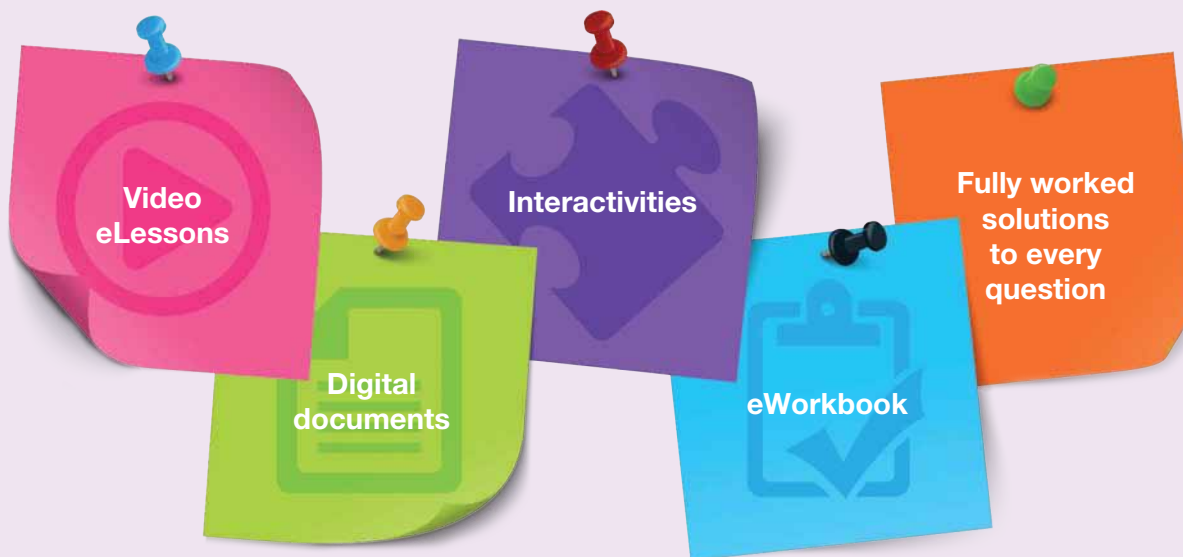 Video
eLessons
Digital
documents
Interactivities
eWorkbook
Fully worked
solutions
to every
question